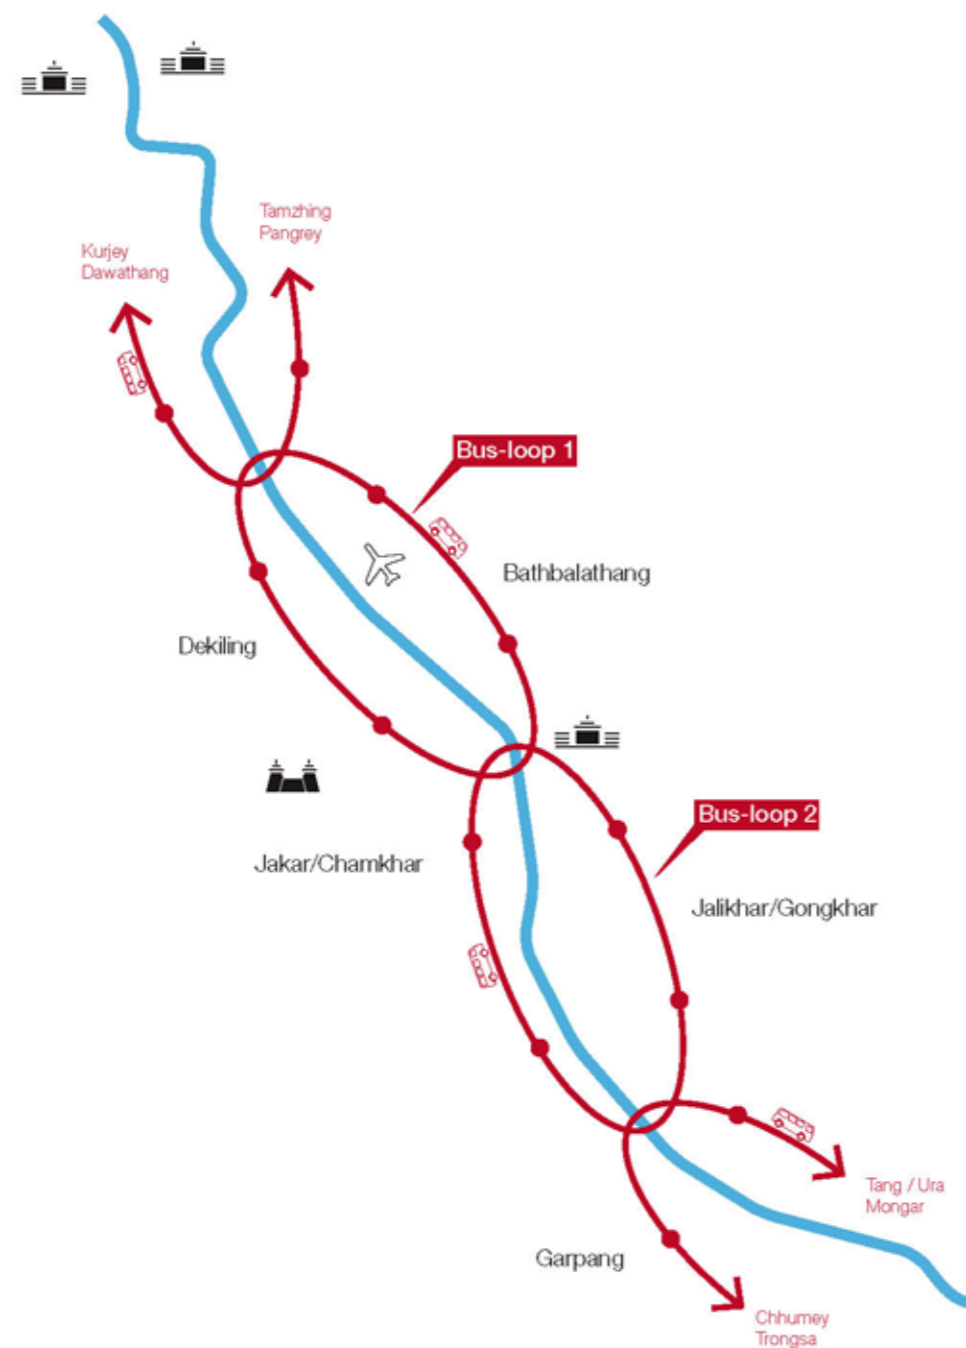 Tamzhing
Pangrey
Kurjey
Dawathang
Bus-loop 1
Bathbalathang
Dekiling
Bus-loop 2
Jakar/Chamkhar
Jalikhar/Gongkhar
Tang / Ura
Mongar
Garpang
Chhumey
Trongsa